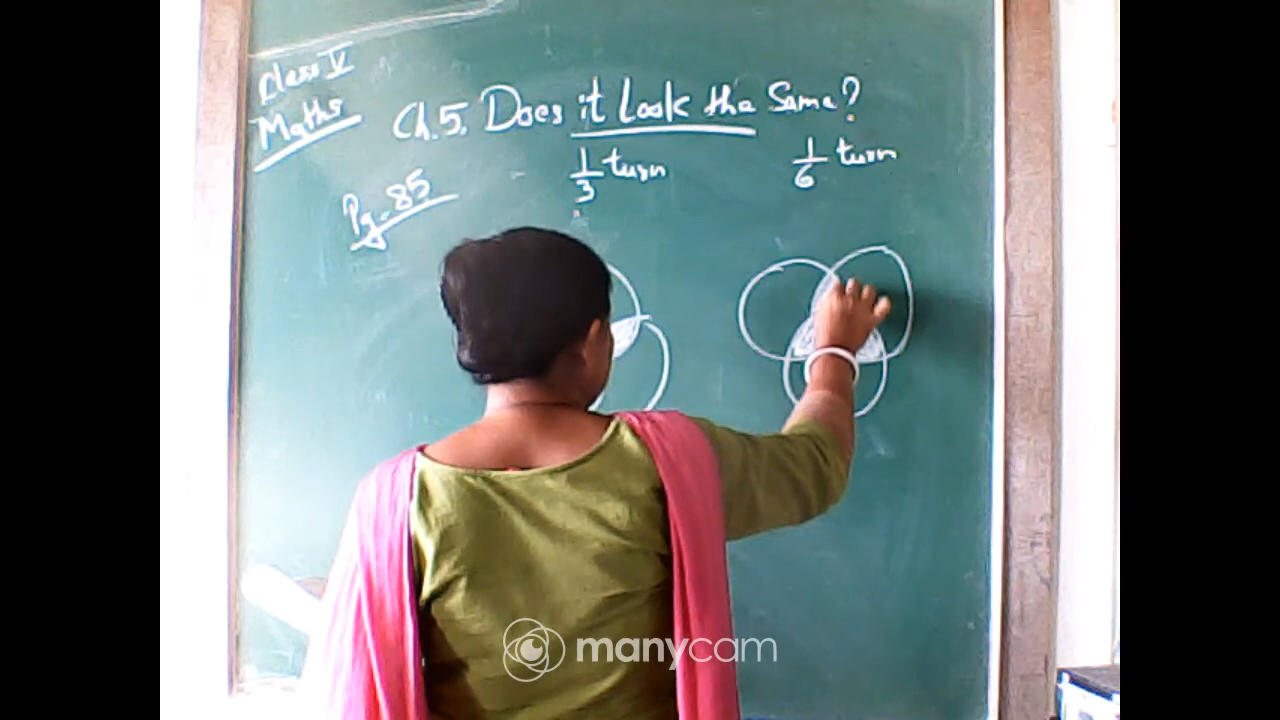 Class V
Maths
Ch.5. Does it Look the Same?
1/3 turn
1/6 turn
Pg-85
manycam